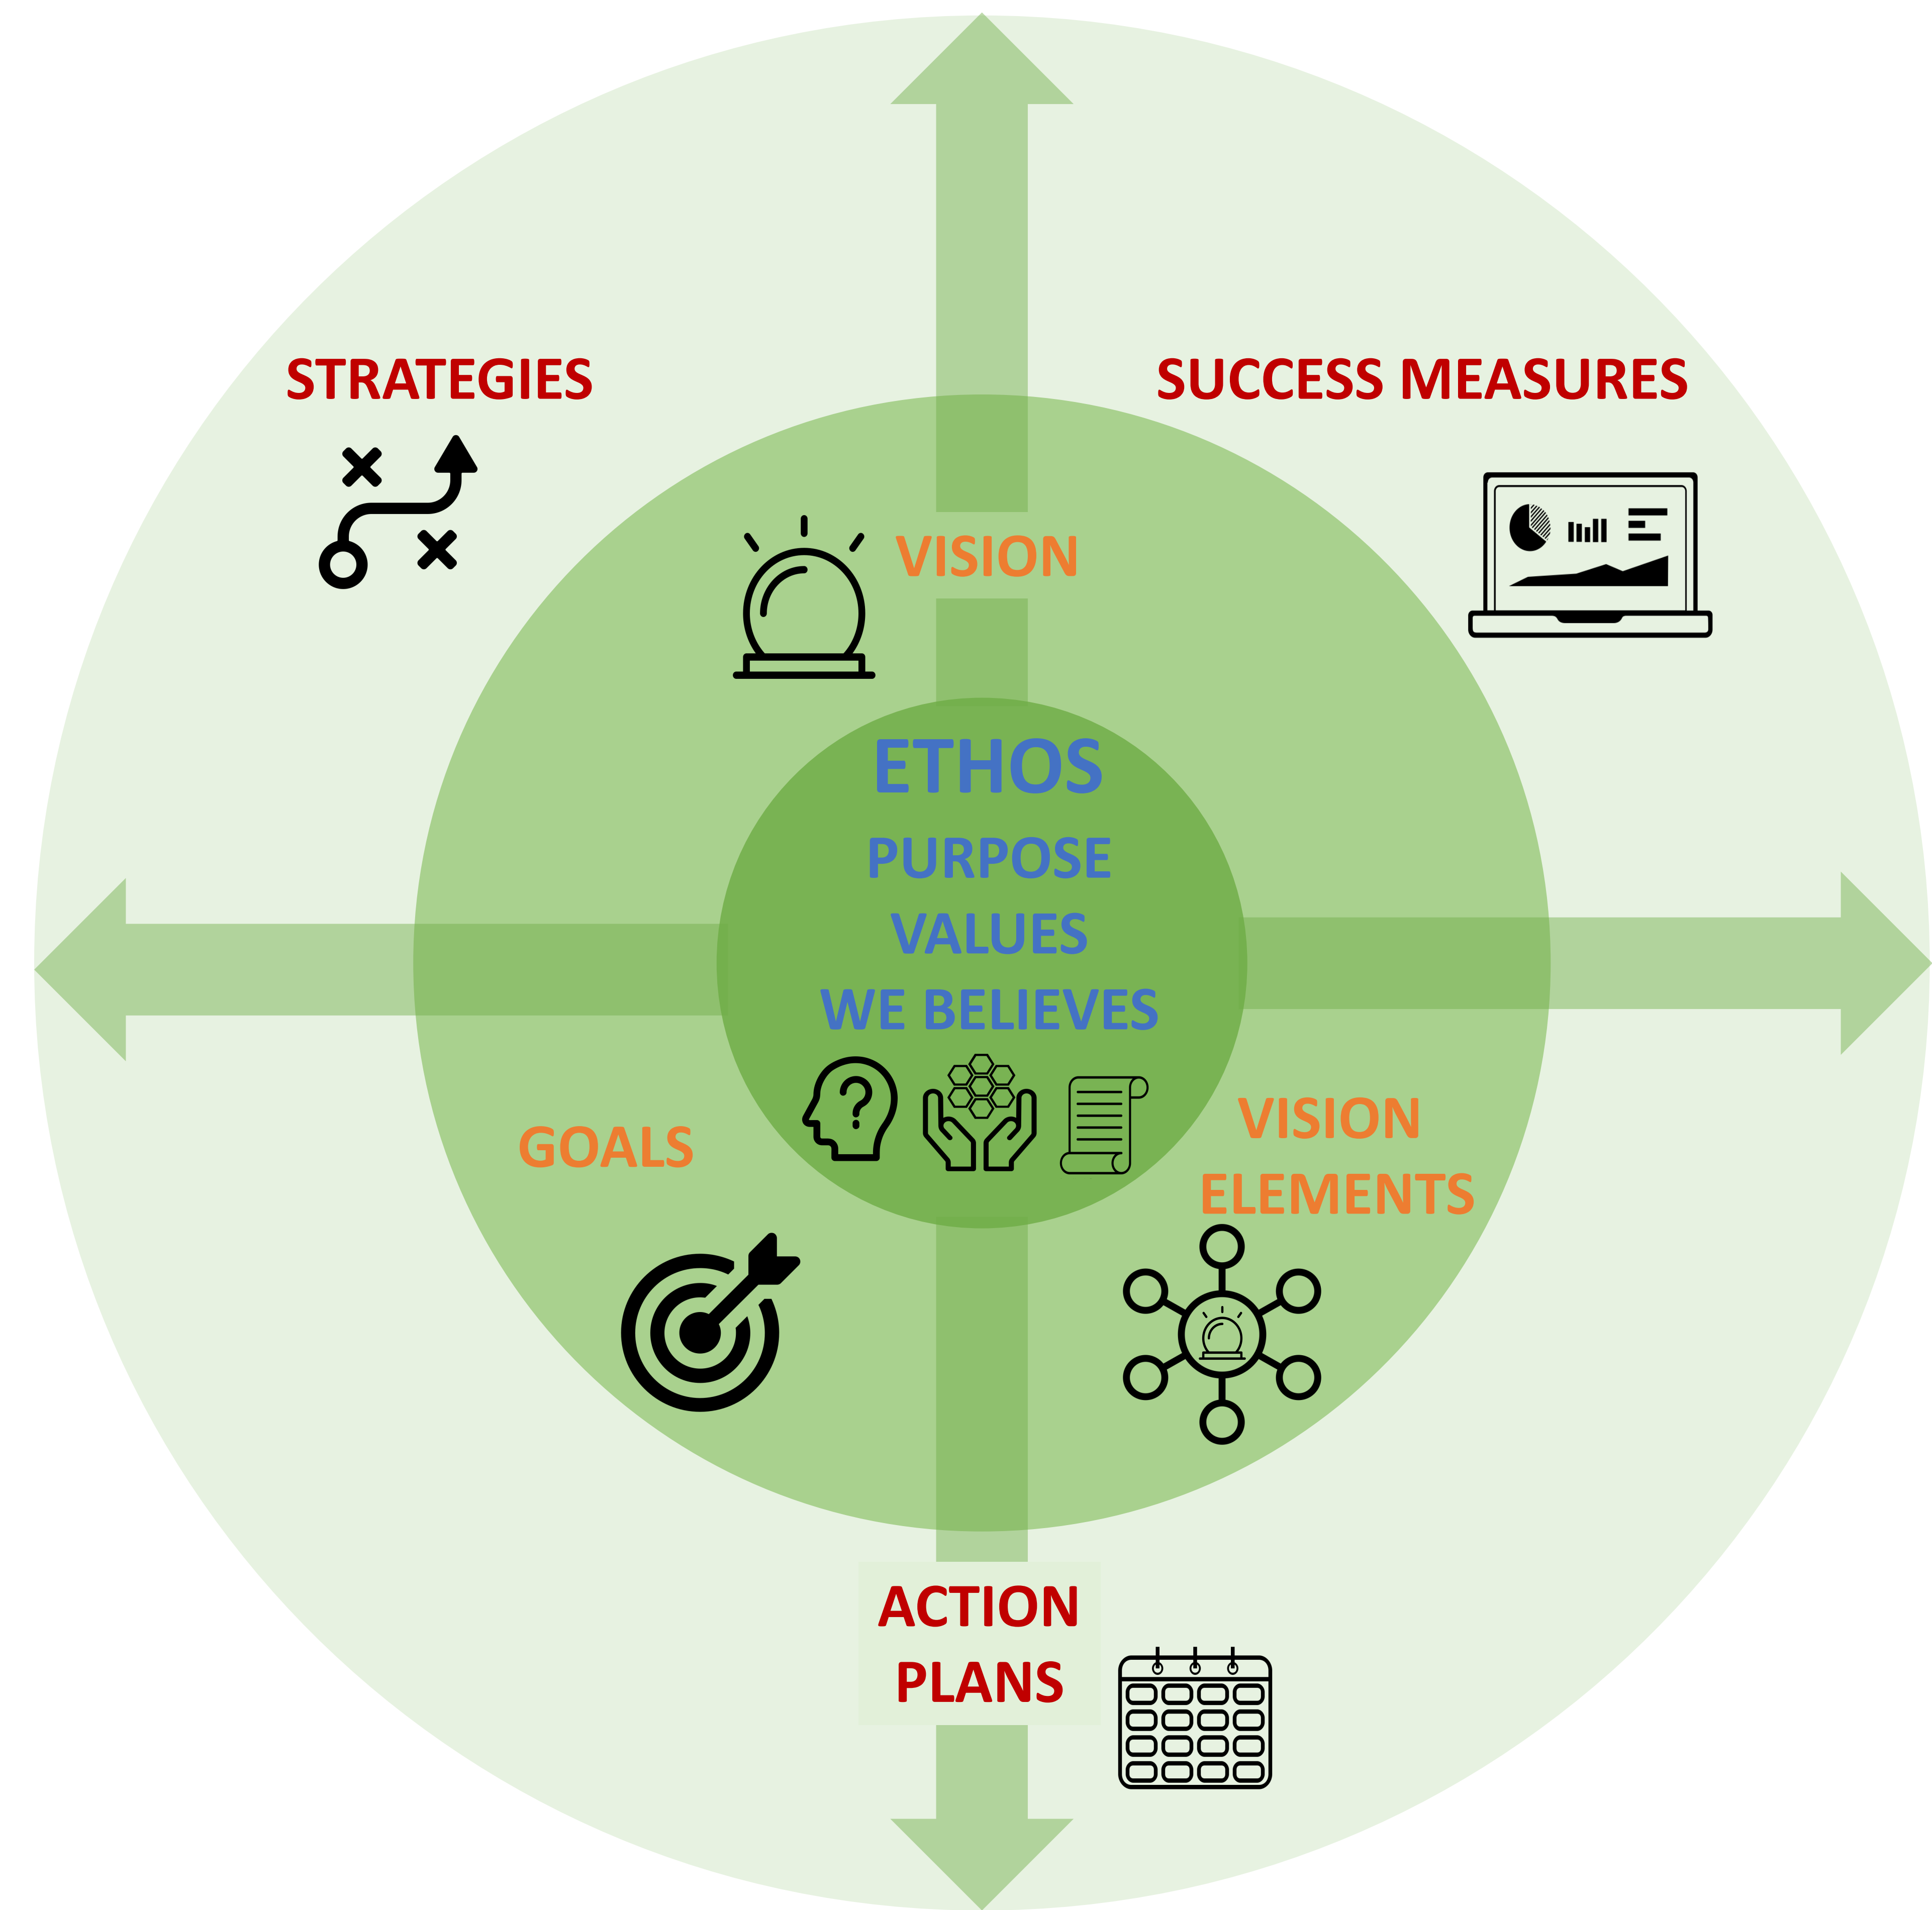 STRATEGIES
SUCCESS MEASURES
VISION
ETHOS
PURPOSE
VALUES
WE BELIEVES
GOALS
VISION
ELEMENTS
ACTION
PLANS